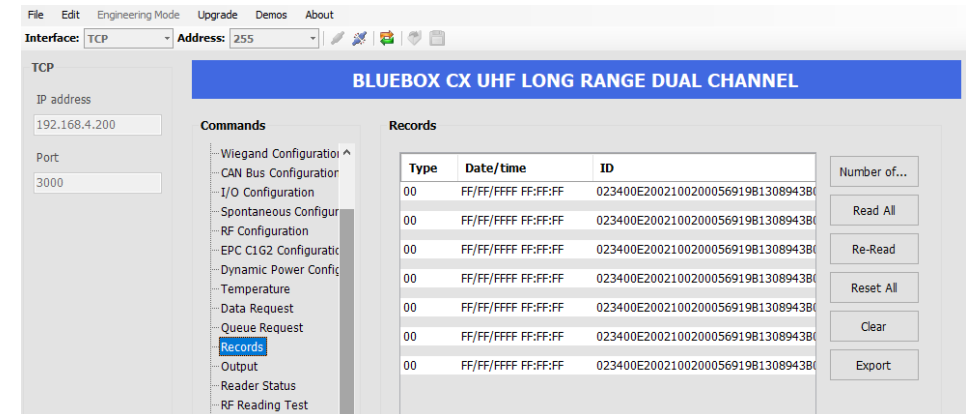 File Edit Engineering Mode Upgrade Demos About
Interface: TCP Address: 255
TCP
IP address
192.168.4.200
Port
3000
BLUEBOX CX UHF LONG RANGE DUAL CHANNEL
Commands
Wiegand Configuration
CAN Bus Configuration
I/O Configuration
Spontaneous Configur
RF Configuration
EPC C1G2 Configuratic
Dynamic Power Config
Temperature
Data Request
Queue Request
Records
Output
Reader Status
RF Reading Test
Records
Type Date/time ID
00 FF/FF/FFFF FF:FF:FF 023400E2002100200056919B1308943B0
00 FF/FF/FFFF FF:FF:FF 023400E2002100200056919B1308943B0
00 FF/FF/FFFF FF:FF:FF 023400E2002100200056919B1308943B0
00 FF/FF/FFFF FF:FF:FF 023400E2002100200056919B1308943B0
00 FF/FF/FFFF FF:FF:FF 023400E2002100200056919B1308943B0
00 FF/FF/FFFF FF:FF:FF 023400E2002100200056919B1308943B0
00 FF/FF/FFFF FF:FF:FF 023400E2002100200056919B1308943B0
Number of...
Read All
Re-Read
Reset All
Clear
Export